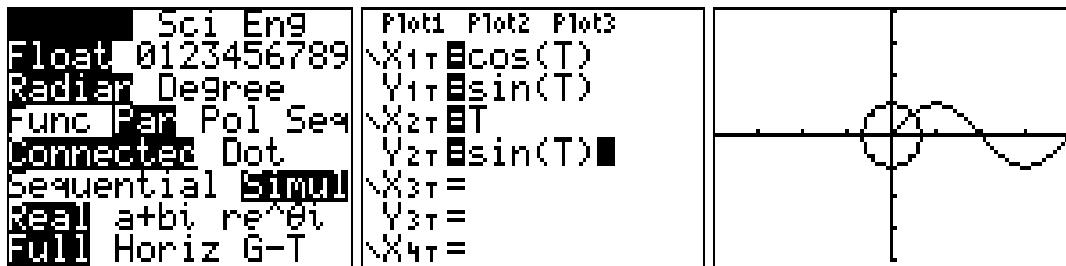 Sci Eng
Float 0123456789
Radian Degree
Func Par Pol Seq
Connected Dot
Sequential Simul
Real a+bi re^θi
Full Horiz G-T
Plot1 Plot2 Plot3
\X1T=cos(T)
Y1T=sin(T)
\X2T=T
Y2T=sin(T)
\X3T=
Y3T=
\X4T=